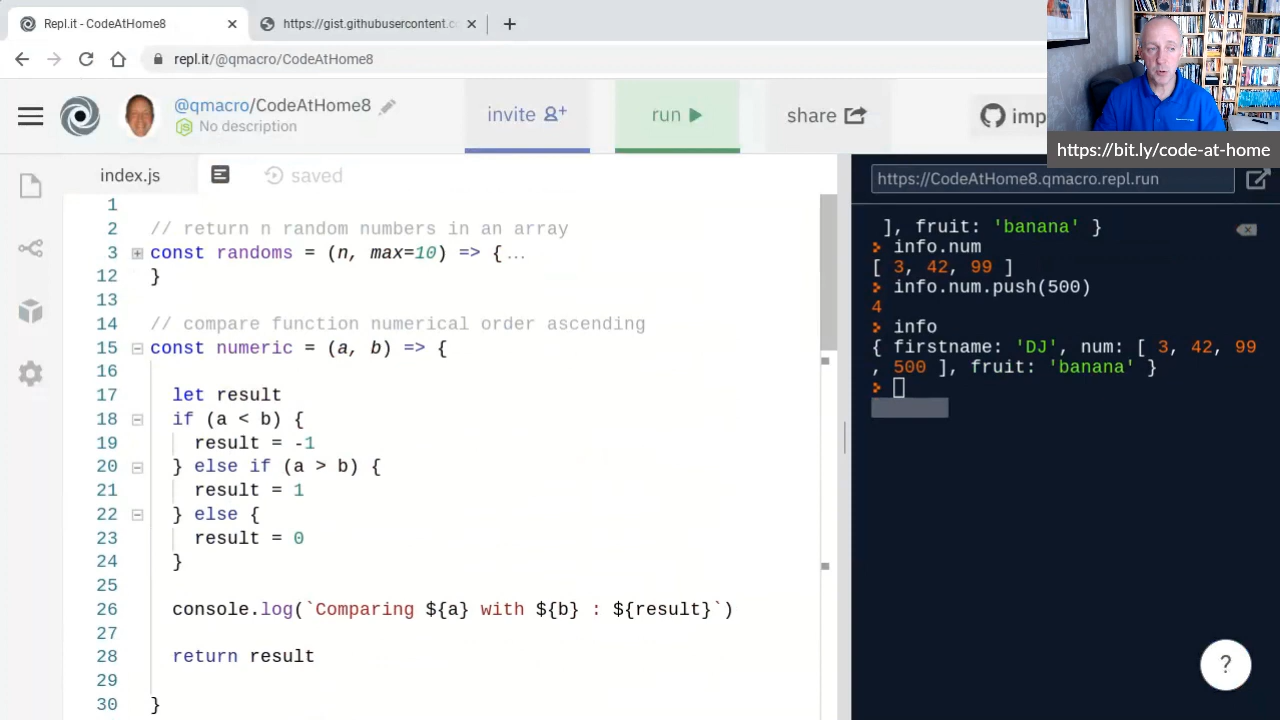 Repl.it - CodeAtHome8
https://gist.githubusercontent.c
repl.it/@qmacro/CodeAtHome8
@qmacro/CodeAtHome8
No description
invite
run
share
imp
https://bit.ly/code-at-home
index.js
saved
https://CodeAtHome8.qmacro.repl.run
1
2 // return n random numbers in an array
3 const randoms = (n, max=10) => {...
12 }
13
14 // compare function numerical order ascending
15 const numeric = (a, b) => {
16
17 let result
18 if (a < b) {
19 result = -1
20 } else if (a > b) {
21 result = 1
22 } else {
23 result = 0
24 }
25
26 console.log(`Comparing ${a} with ${b} : ${result}`)
27
28 return result
29
30 }
], fruit: 'banana' }
info.num
[ 3, 42, 99 ]
info.num.push(500)
4
info
{ firstname: 'DJ', num: [ 3, 42, 99
, 500 ], fruit: 'banana' }
?